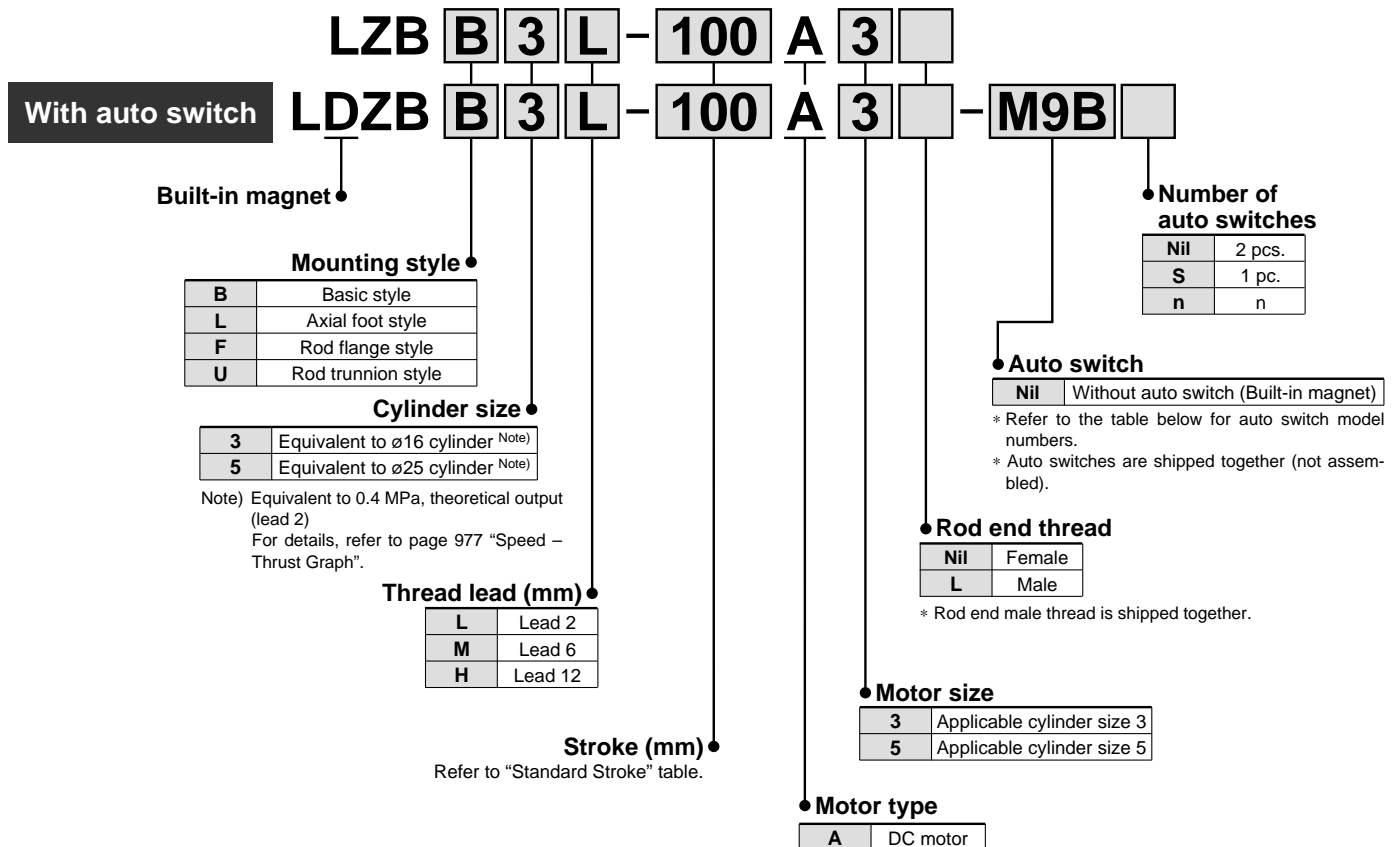 LZB B 3 L – 100 A 3
With auto switch LDZB B 3 L – 100 A 3 – M9B
Built-in magnet
Number of
auto switches
Nil 2 pcs.
S 1 pc.
n n
Mounting style
B Basic style
L Axial foot style
F Rod flange style
U Rod trunnion style
Auto switch
Nil Without auto switch (Built-in magnet)
* Refer to the table below for auto switch model
numbers.
* Auto switches are shipped together (not assem-
bled).
Cylinder size
3 Equivalent to ø16 cylinder Note)
5 Equivalent to ø25 cylinder Note)
Note) Equivalent to 0.4 MPa, theoretical output
(lead 2)
For details, refer to page 977 “Speed –
Thrust Graph”.
Rod end thread
Nil Female
L Male
* Rod end male thread is shipped together.
Thread lead (mm)
L Lead 2
M Lead 6
H Lead 12
Motor size
3 Applicable cylinder size 3
5 Applicable cylinder size 5
Stroke (mm)
Refer to “Standard Stroke” table.
Motor type
A DC motor